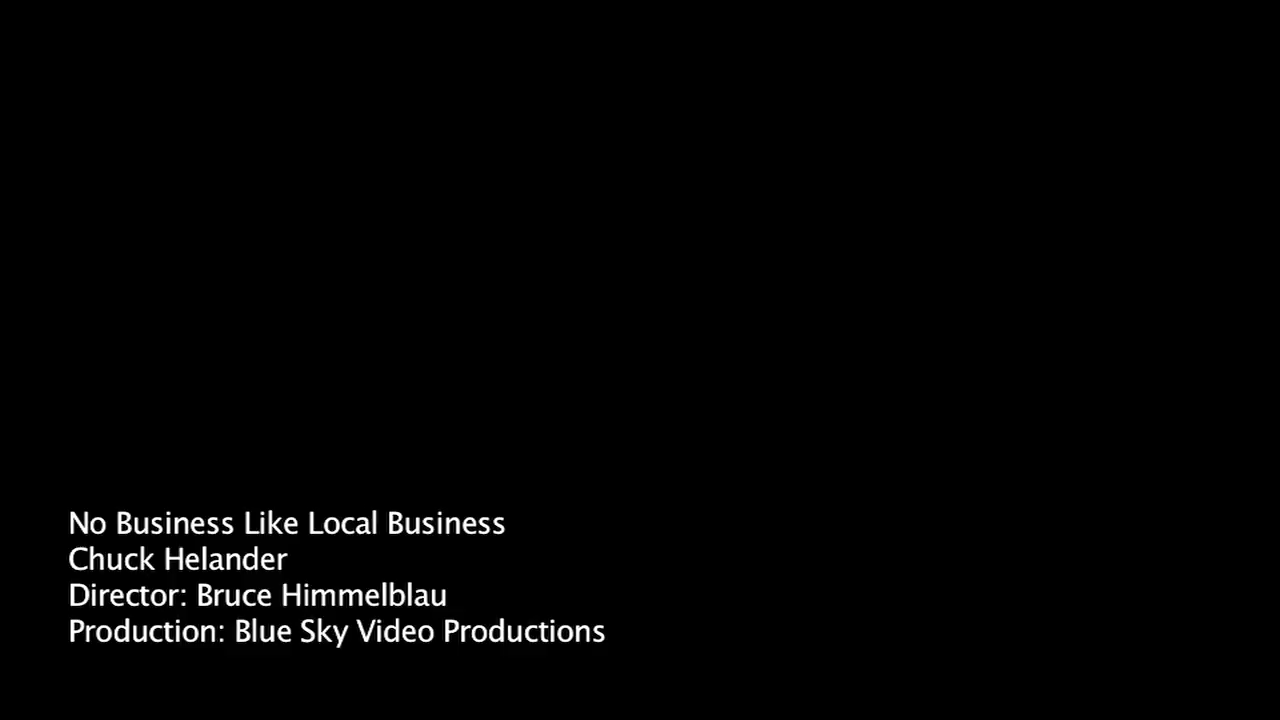 No Business Like Local Business
Chuck Helander
Director: Bruce Himmelblau
Production: Blue Sky Video Productions